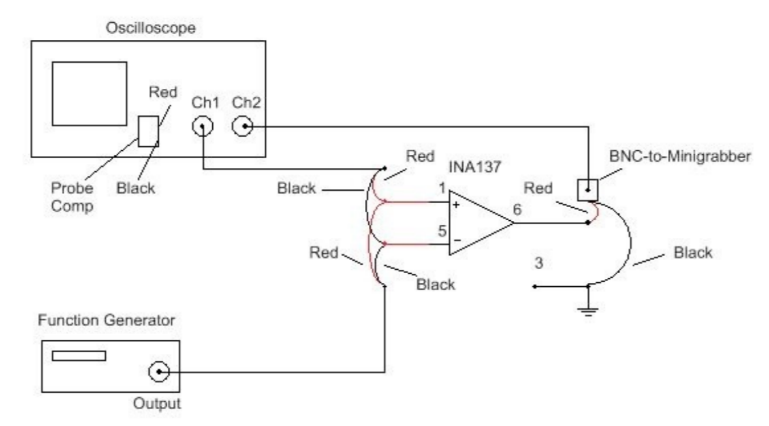 Oscilloscope
Red
Ch1 Ch2
Probe
Comp
Black
Red
INA137
BNC-to-Minigrabber
Black
1
+
6
Red
5
-
Red
3
Black
Black
Function Generator
Output